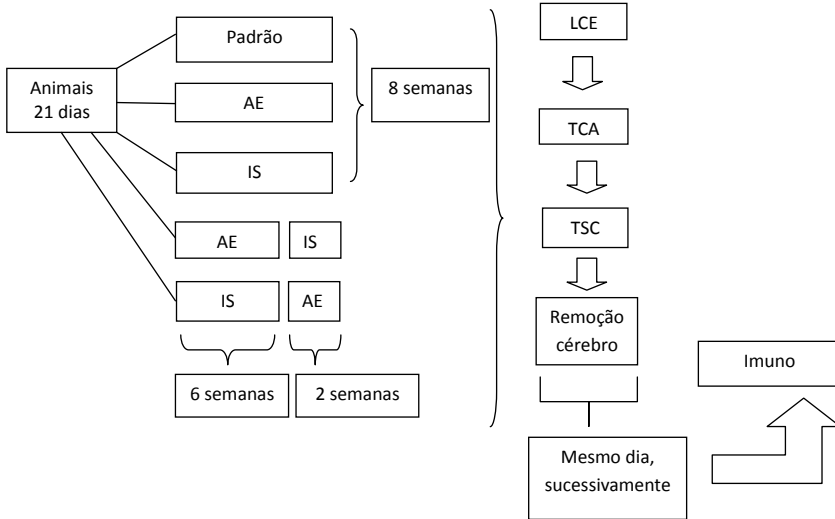 Animais
21 dias
Padrão
AE
IS
8 semanas
AE
IS
IS
AE
6 semanas
2 semanas
LCE
TCA
TSC
Remoção
cérebro
Mesmo dia,
sucessivamente
Imuno